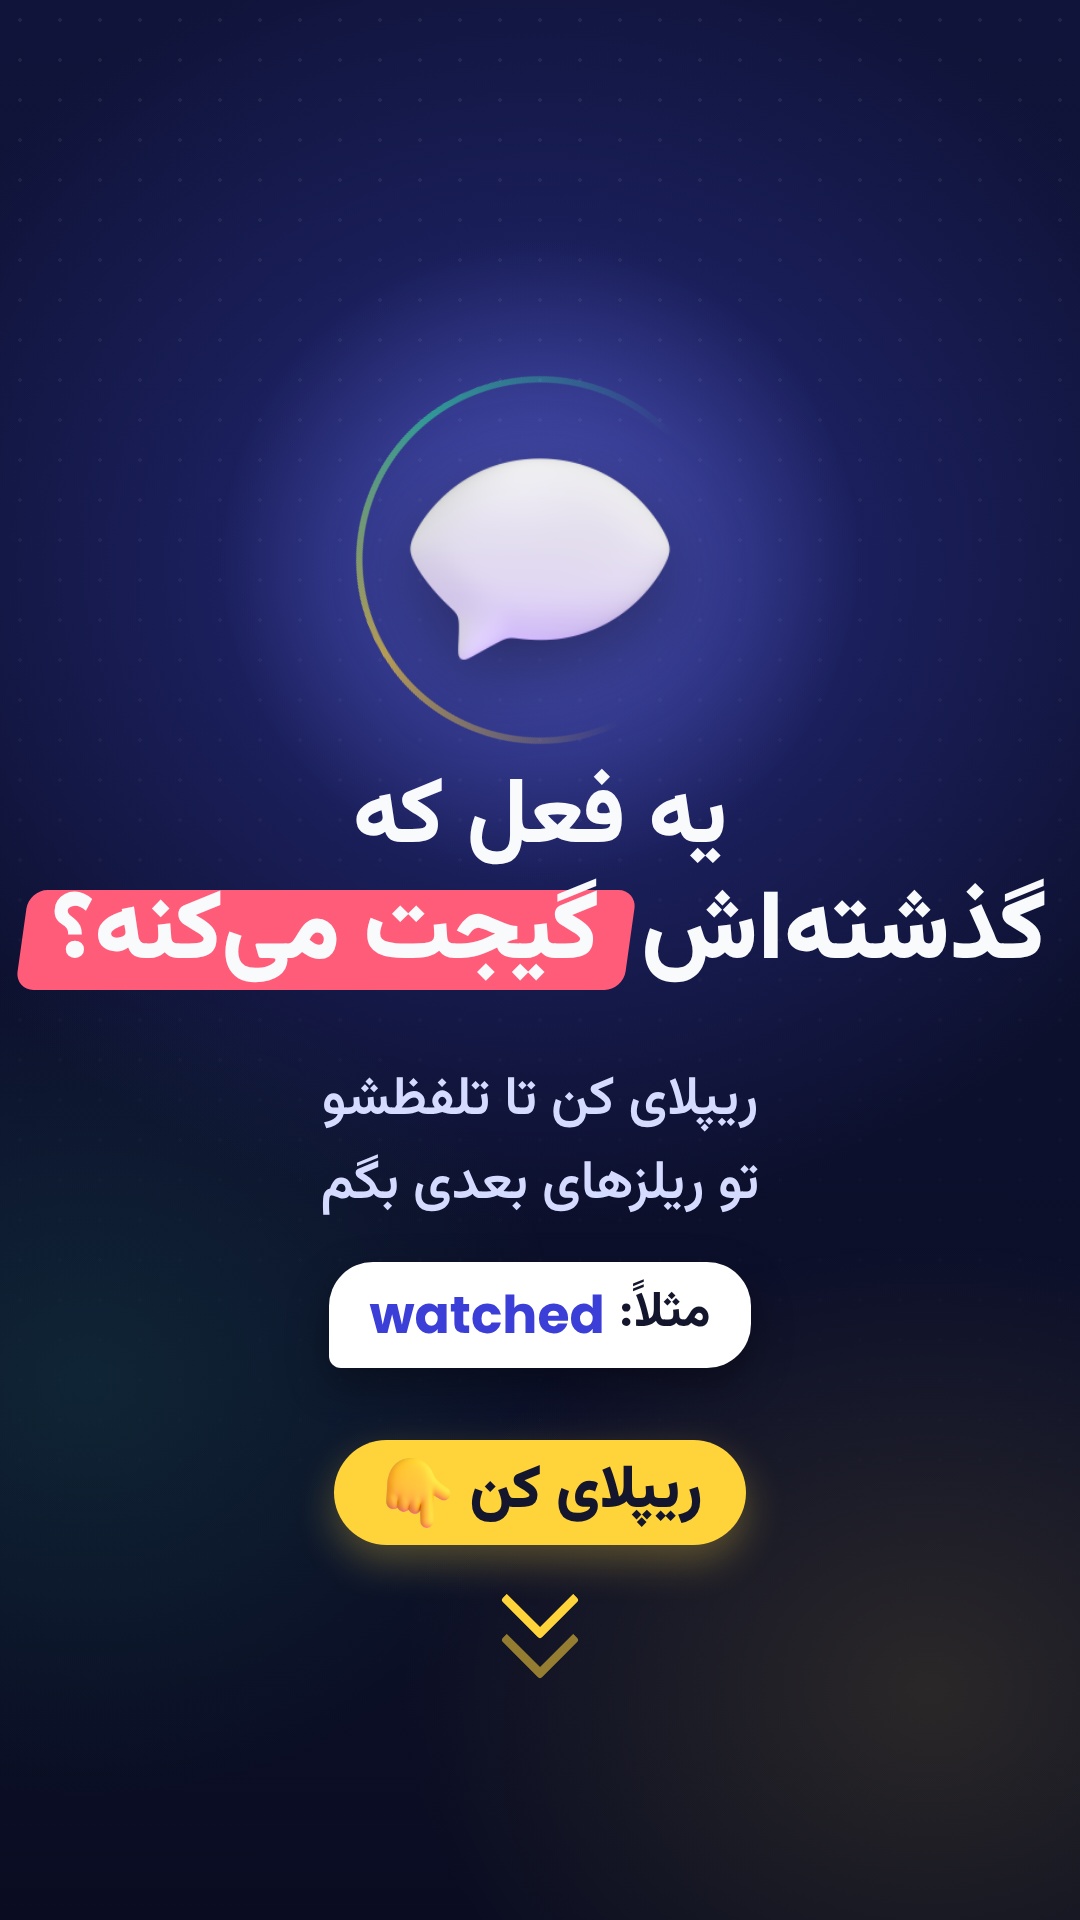 یه فعل که
گذشته‌اش گیجت می‌کنه؟
ریپلای کن تا تلفظشو
تو ریلزهای بعدی بگم
مثلاً: watched
ریپلای کن 👇